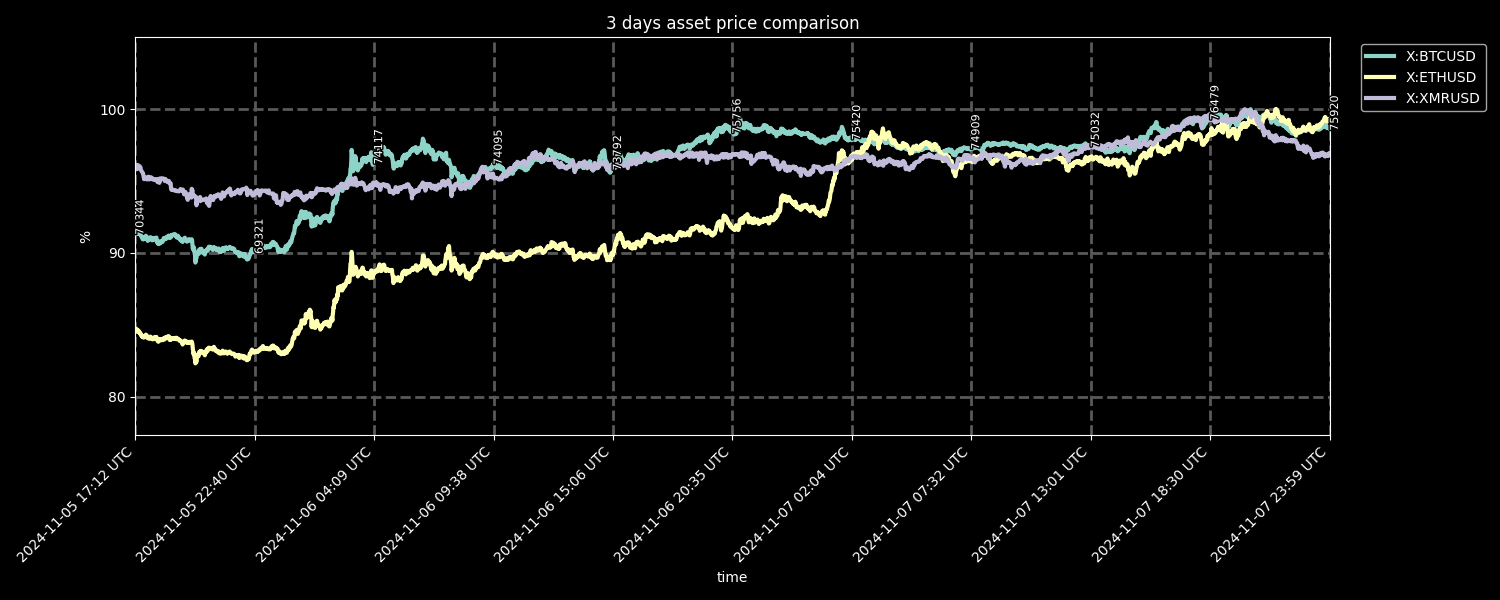 3 days asset price comparison
X:BTCUSD
X:ETHUSD
X:XMRUSD
%
100
90
80
70344
69321
74117
74095
73792
75756
75420
74909
75032
76479
75920
2024-11-05 17:12 UTC
2024-11-05 22:40 UTC
2024-11-06 04:09 UTC
2024-11-06 09:38 UTC
2024-11-06 15:06 UTC
2024-11-06 20:35 UTC
2024-11-07 02:04 UTC
2024-11-07 07:32 UTC
2024-11-07 13:01 UTC
2024-11-07 18:30 UTC
2024-11-07 23:59 UTC
time